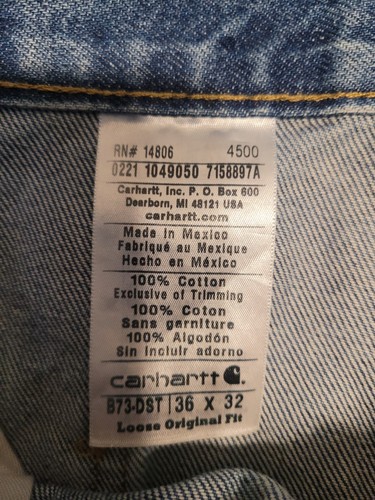 RN# 14806 4500
0221 1049050 7158897A
Carhartt, Inc. P. O. Box 600
Dearborn, MI 48121 USA
carhartt.com
Made in Mexico
Fabriqué au Mexique
Hecho en México
100% Cotton
Exclusive of Trimming
100% Coton
Sans garniture
100% Algodón
Sin incluir adorno
carhartt
B73-DST 36 X 32
Loose Original Fit